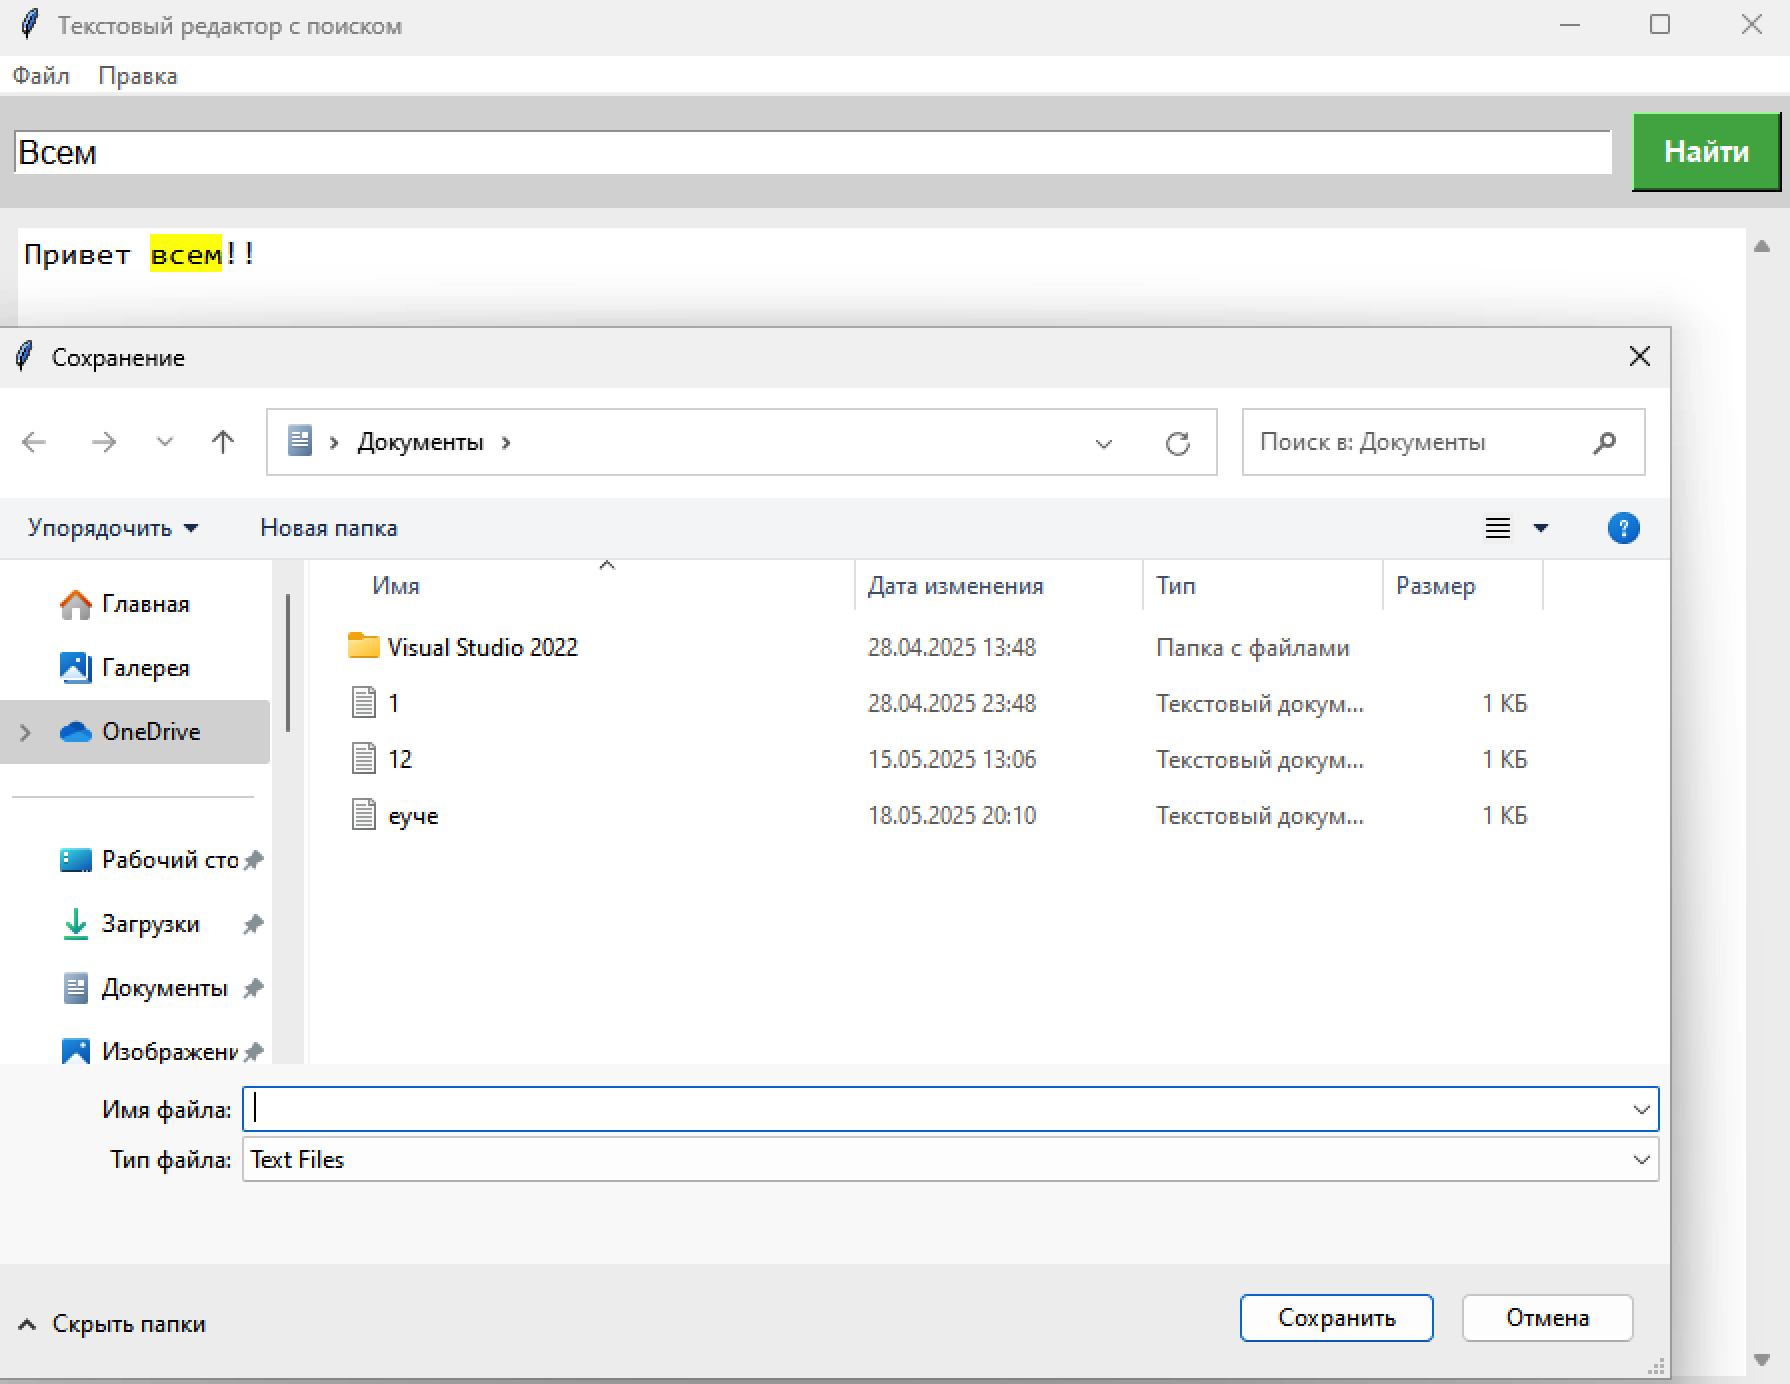 Текстовый редактор с поиском
Файл Правка
Всем Найти
Привет всем!!
Сохранение
Документы Поиск в: Документы
Упорядочить Новая папка
Имя Дата изменения Тип Размер
Главная
Галерея
OneDrive
Visual Studio 2022 28.04.2025 13:48 Папка с файлами
1 28.04.2025 23:48 Текстовый докум... 1 КБ
12 15.05.2025 13:06 Текстовый докум... 1 КБ
еуче 18.05.2025 20:10 Текстовый докум... 1 КБ
Рабочий сто
Загрузки
Документы
Изображени
Имя файла:
Тип файла: Text Files
Скрыть папки Сохранить Отмена